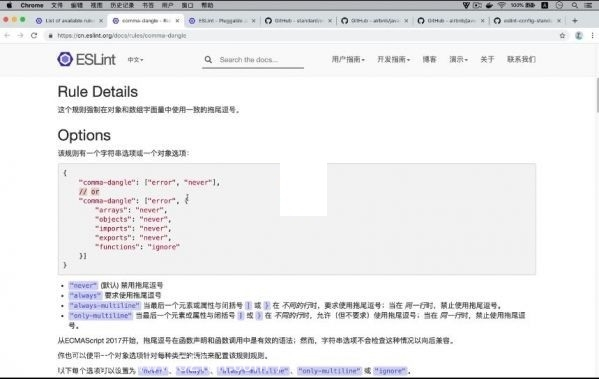 Chrome 文件 编辑 视图 历史记录 书签 用户 窗口 帮助
100%
List of available rules
comma-dangle - Rules
ESLint - Pluggable
GitHub - standard/
GitHub - airbnb/jav
GitHub - airbnb/jav
eslint-config-stand
https://cn.eslint.org/docs/rules/comma-dangle
ESLint
中文
Search the docs...
用户指南
开发指南
博客
演示
关于
联系我们
Rule Details
这个规则强制在对象和数组字面量中使用一致的拖尾逗号。
Options
该规则有一个字符串选项或一个对象选项：
{
"comma-dangle": ["error", "never"],
// or
"comma-dangle": ["error", {
"arrays": "never",
"objects": "never",
"imports": "never",
"exports": "never",
"functions": "ignore"
}]
}
"never" (默认) 禁用拖尾逗号
"always" 要求使用拖尾逗号
"always-multiline" 当最后一个元素或属性与闭括号 ] 或 } 在 不同的行时，要求使用拖尾逗号；当在 同一行时，禁止使用拖尾逗号。
"only-multiline" 当最后一个元素或属性与闭括号 ] 或 } 在 不同的行时，允许（但不要求）使用拖尾逗号；当在 同一行时，禁止使用拖尾逗
号。
从ECMAScript 2017开始，拖尾逗号在函数声明和函数调用中是有效的语法；然而，字符串选项不会检查这种情况以向后兼容。
你也可以使用一个对象选项针对每种类型的语法来配置该规则规则。
以下每个选项可以设置为 "never"、"always"、"always-multiline"、"only-multiline" 或 "ignore"。